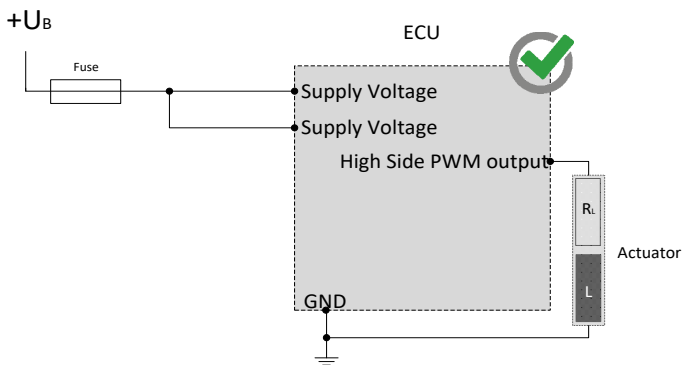 +UB
ECU
Fuse
Supply Voltage
Supply Voltage
High Side PWM output
RL
Actuator
L
GND